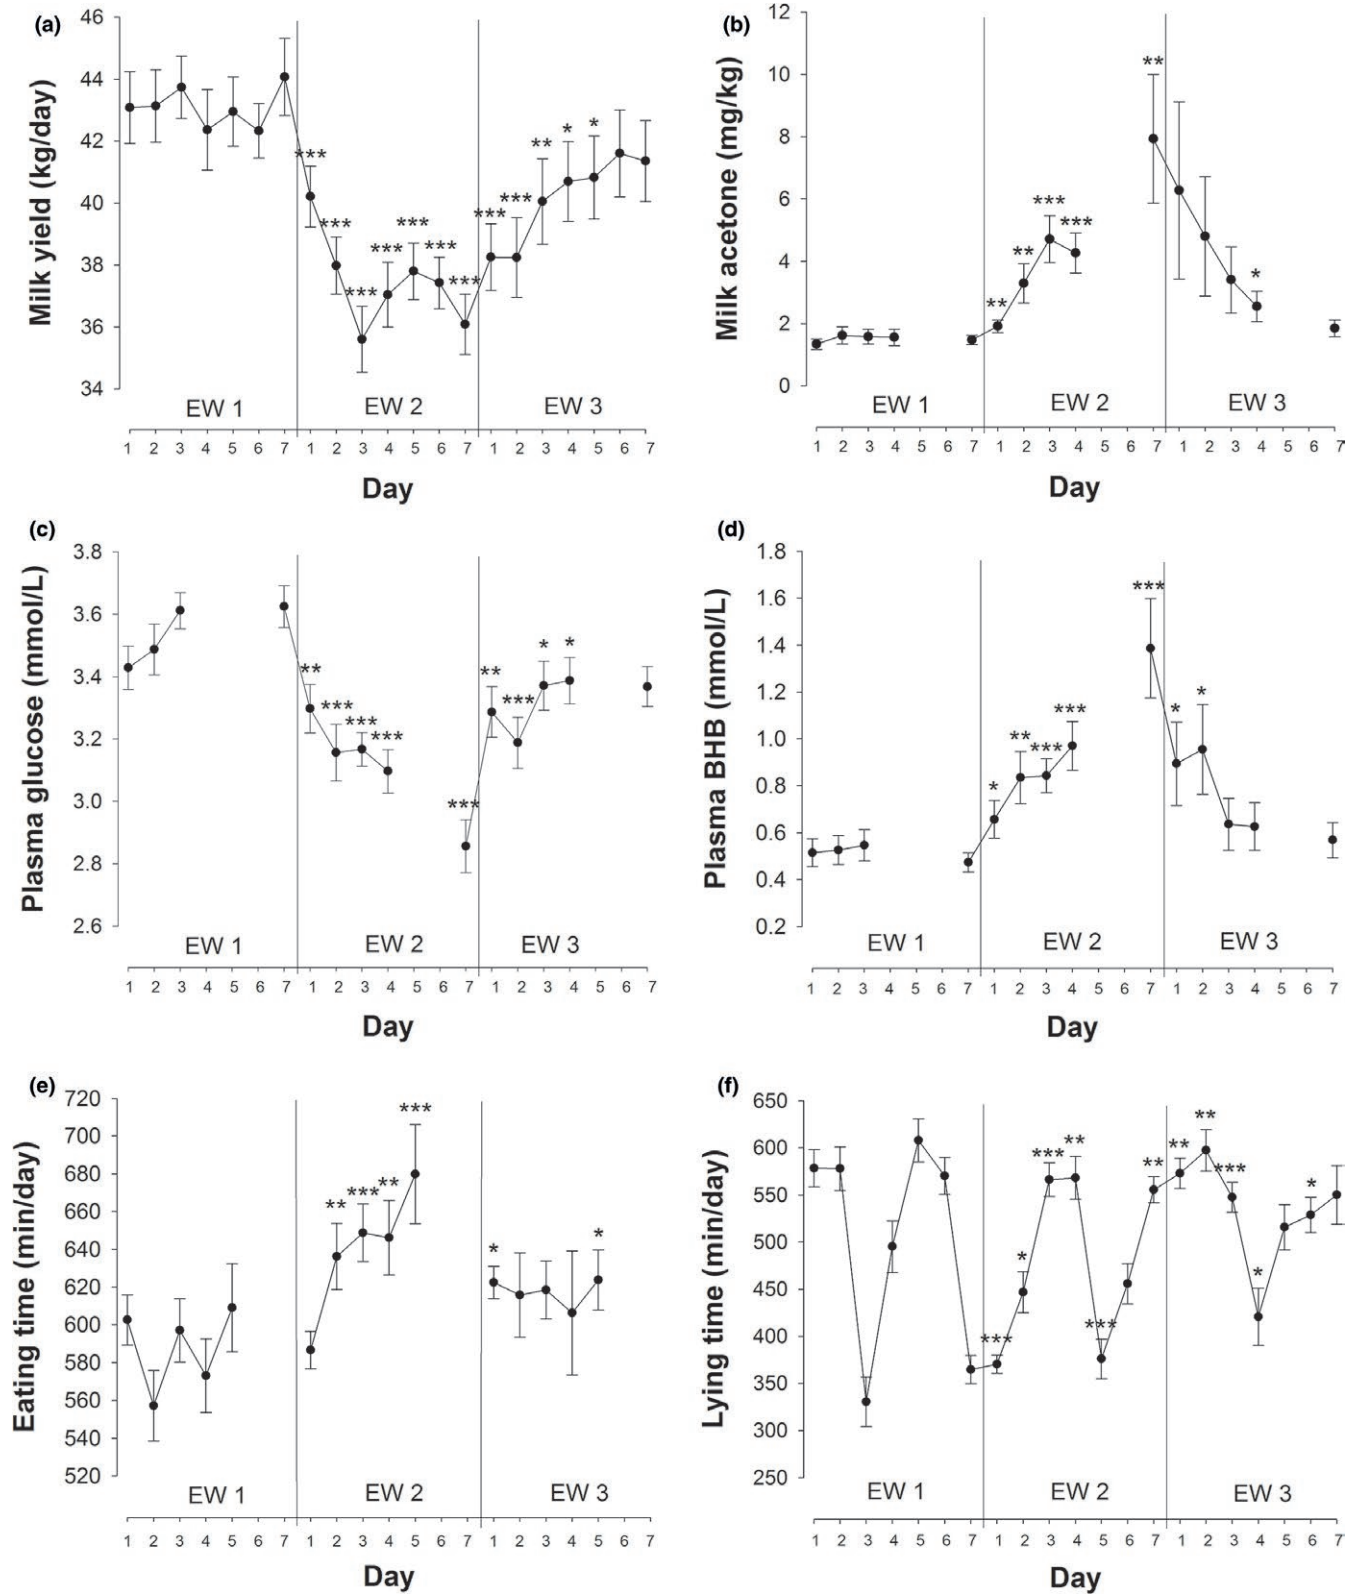 (a)
Milk yield (kg/day)
46
44
42
40
38
36
34
***
***
***
***
***
***
***
***
***
**
*
*
EW 1
EW 2
EW 3
1 2 3 4 5 6 7 1 2 3 4 5 6 7 1 2 3 4 5 6 7
Day
(b)
Milk acetone (mg/kg)
12
10
8
6
4
2
0
**
**
***
***
**
*
EW 1
EW 2
EW 3
1 2 3 4 5 6 7 1 2 3 4 5 6 7 1 2 3 4 5 6 7
Day
(c)
Plasma glucose (mmol/L)
3.8
3.6
3.4
3.2
3.0
2.8
2.6
**
***
***
***
***
**
***
*
*
EW 1
EW 2
EW 3
1 2 3 4 5 6 7 1 2 3 4 5 6 7 1 2 3 4 5 6 7
Day
(d)
Plasma BHB (mmol/L)
1.8
1.6
1.4
1.2
1.0
0.8
0.6
0.4
0.2
*
**
***
***
***
*
*
EW 1
EW 2
EW 3
1 2 3 4 5 6 7 1 2 3 4 5 6 7 1 2 3 4 5 6 7
Day
(e)
Eating time (min/day)
720
700
680
660
640
620
600
580
560
540
520
**
***
**
***
*
*
EW 1
EW 2
EW 3
1 2 3 4 5 6 7 1 2 3 4 5 6 7 1 2 3 4 5 6 7
Day
(f)
Lying time (min/day)
650
600
550
500
450
400
350
300
250
***
*
***
**
***
**
**
**
***
*
*
EW 1
EW 2
EW 3
1 2 3 4 5 6 7 1 2 3 4 5 6 7 1 2 3 4 5 6 7
Day